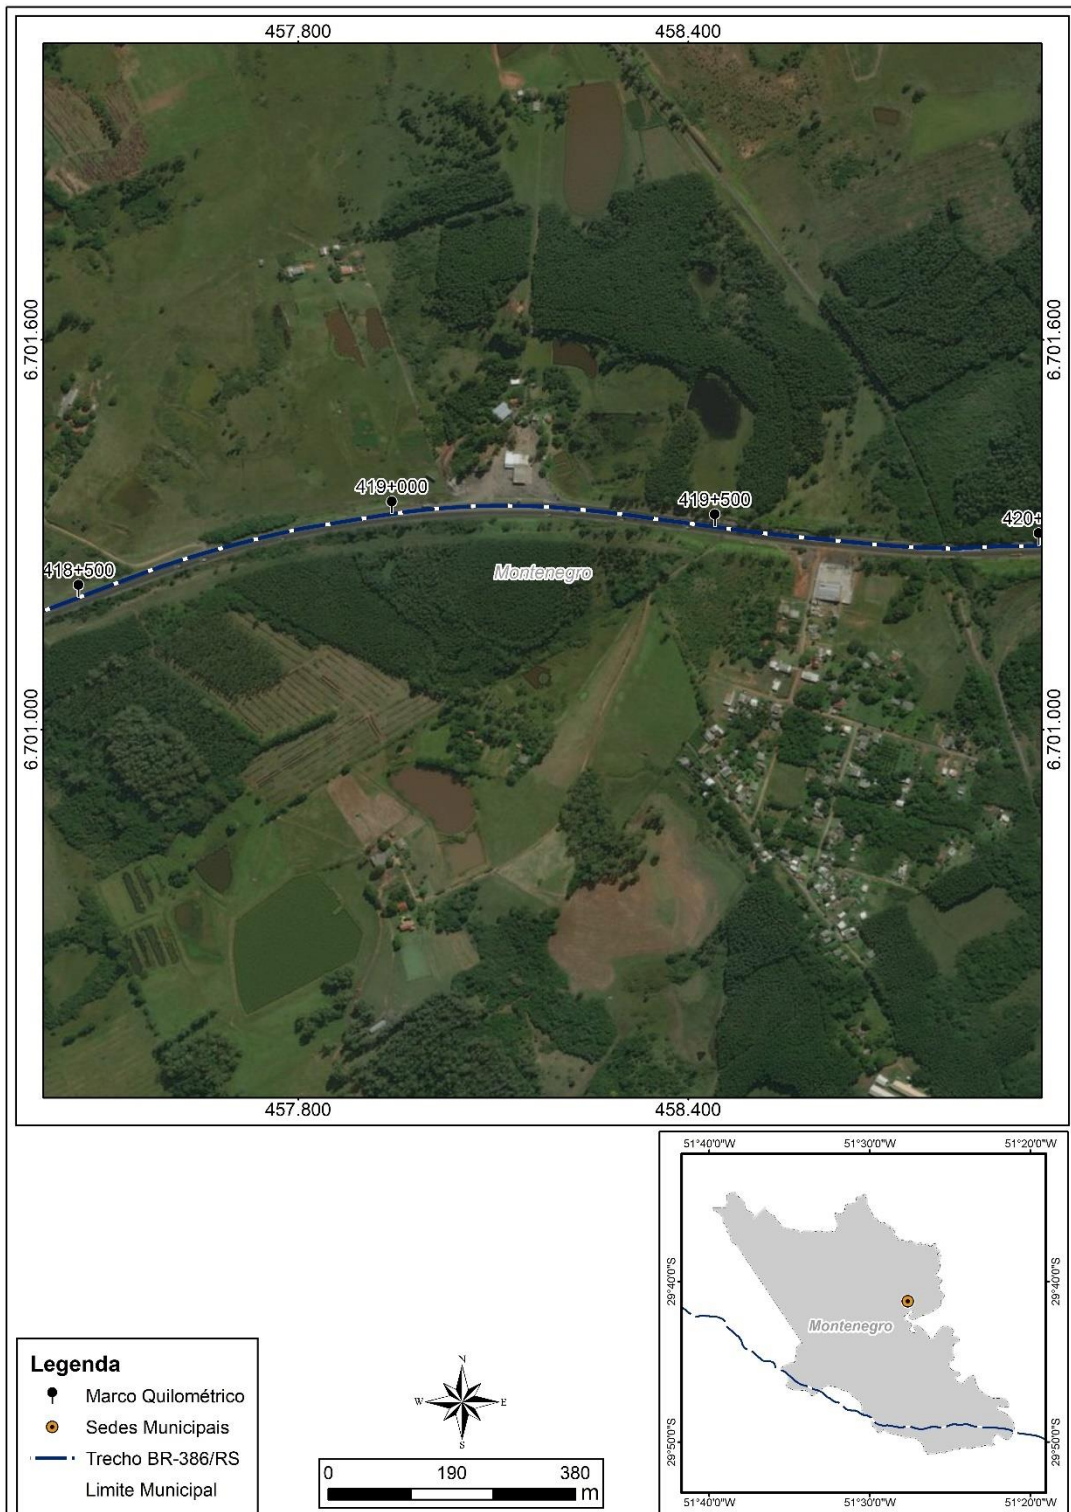 457.800 458.400
6.701.600 6.701.600
419+000
419+500
420+
418+500
Montenegro
6.701.000 6.701.000
457.800 458.400
51°40'0"W 51°30'0"W 51°20'0"W
29°40'0"S 29°40'0"S
Montenegro
29°50'0"S 29°50'0"S
51°40'0"W 51°30'0"W 51°20'0"W
Legenda
Marco Quilométrico
Sedes Municipais
Trecho BR-386/RS
Limite Municipal
N
W E
S
0 190 380
m